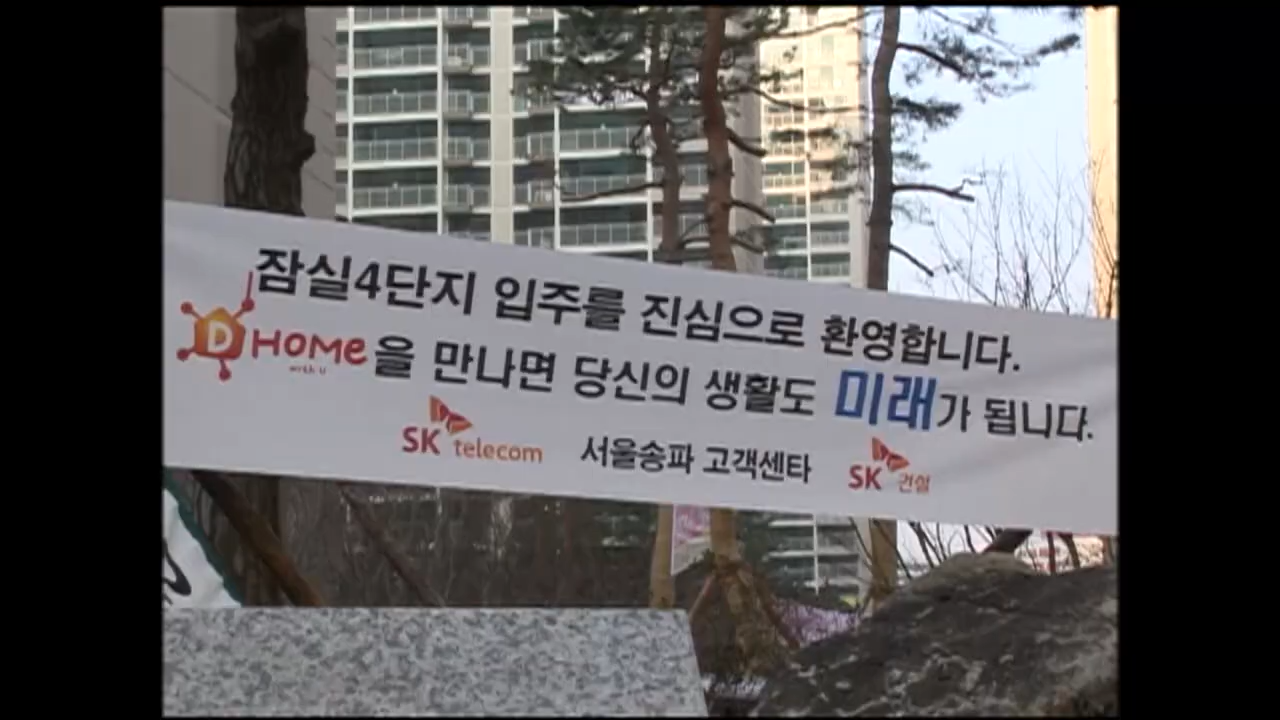 잠실4단지 입주를 진심으로 환영합니다.
D HOME with u 을 만나면 당신의 생활도 미래가 됩니다.
SK telecom 서울송파 고객센타 SK 건설